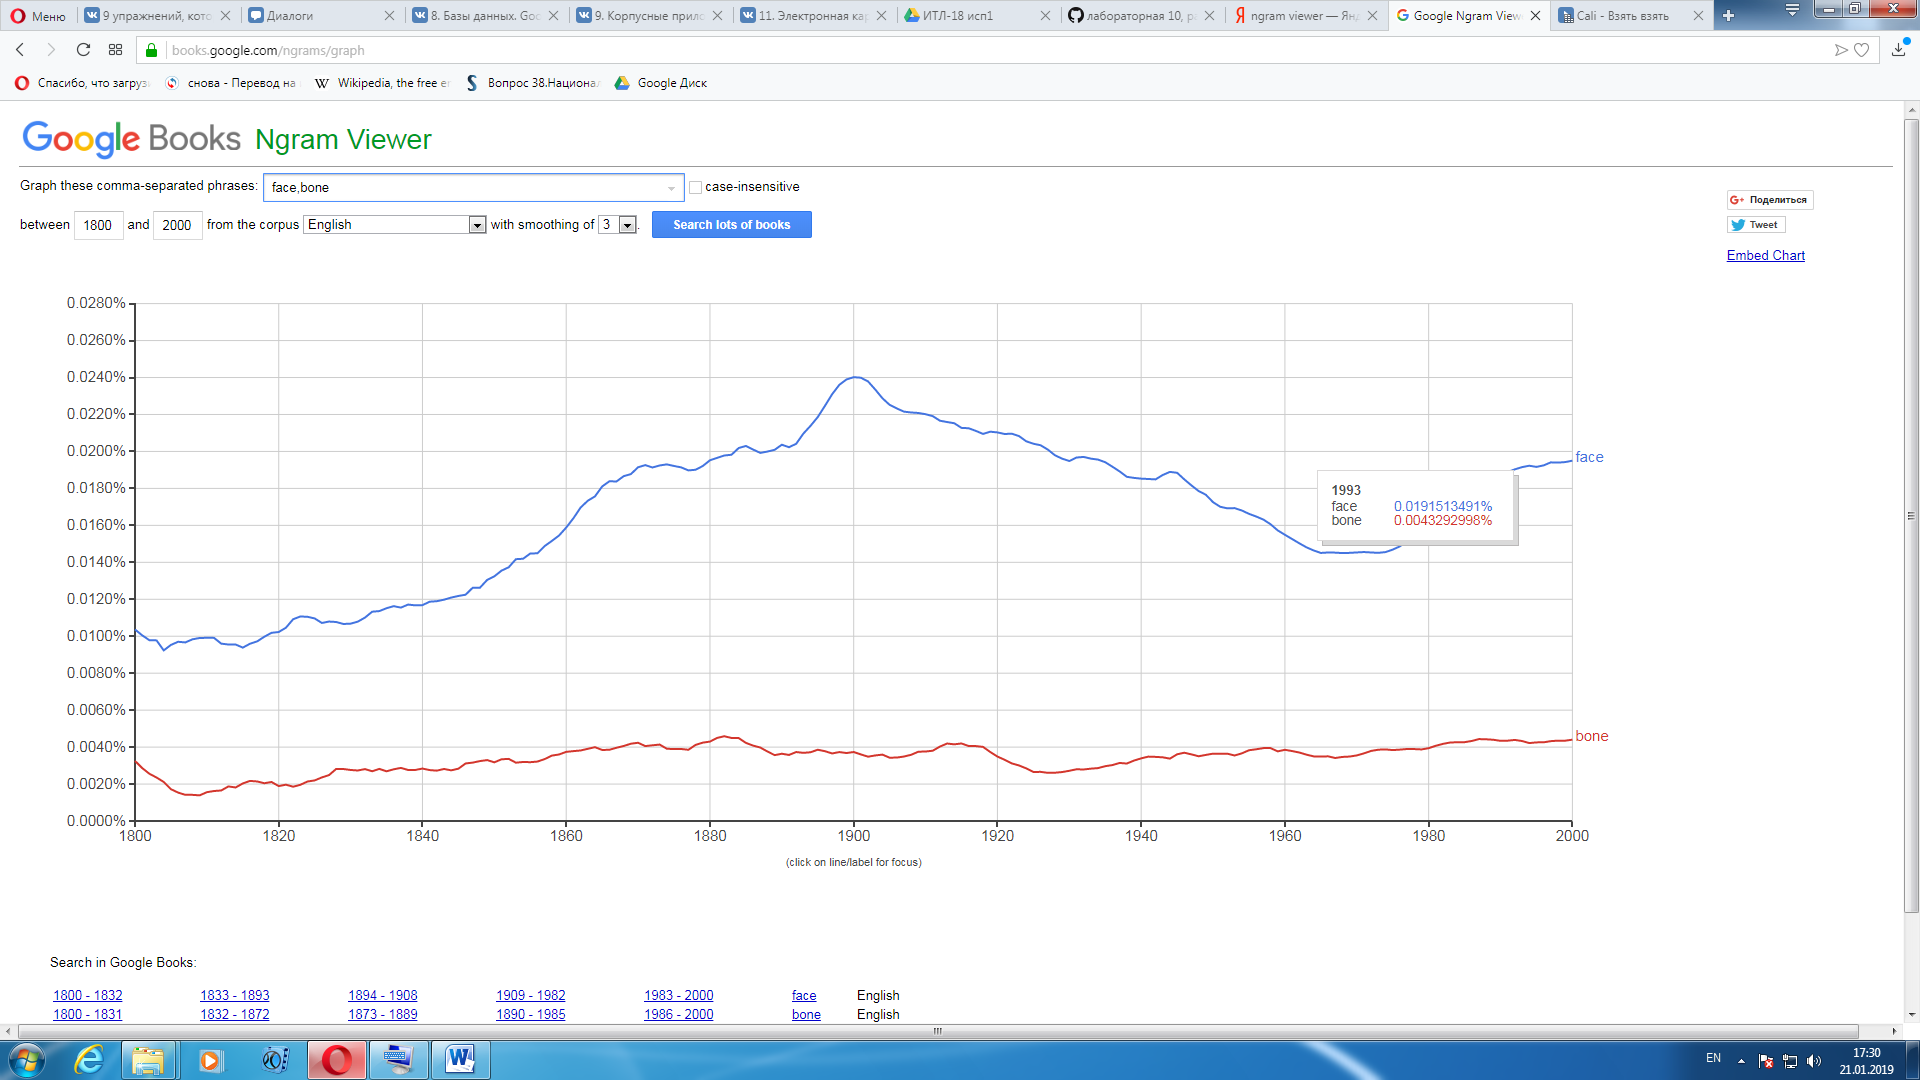 Меню
9 упражнений, кото
Диалоги
8. Базы данных. Goo
9. Корпусные прило
11. Электронная кар
ИТЛ-18 исп1
лабораторная 10, р
ngram viewer — Янд
Google Ngram View
Cali - Взять взять
books.google.com/ngrams/graph
Спасибо, что загруз
снова - Перевод на
Wikipedia, the free e
Вопрос 38.Национал
Google Диск
Google Books Ngram Viewer
Graph these comma-separated phrases: face,bone case-insensitive
between 1800 and 2000 from the corpus English with smoothing of 3 . Search lots of books
G+ Поделиться
Tweet
Embed Chart
0.0280%
0.0260%
0.0240%
0.0220%
0.0200%
0.0180%
0.0160%
0.0140%
0.0120%
0.0100%
0.0080%
0.0060%
0.0040%
0.0020%
0.0000%
face
1993
face 0.0191513491%
bone 0.0043292998%
bone
1800 1820 1840 1860 1880 1900 1920 1940 1960 1980 2000
(click on line/label for focus)
Search in Google Books:
1800 - 1832 1833 - 1893 1894 - 1908 1909 - 1982 1983 - 2000 face English
1800 - 1831 1832 - 1872 1873 - 1889 1890 - 1985 1986 - 2000 bone English
EN
17:30
21.01.2019